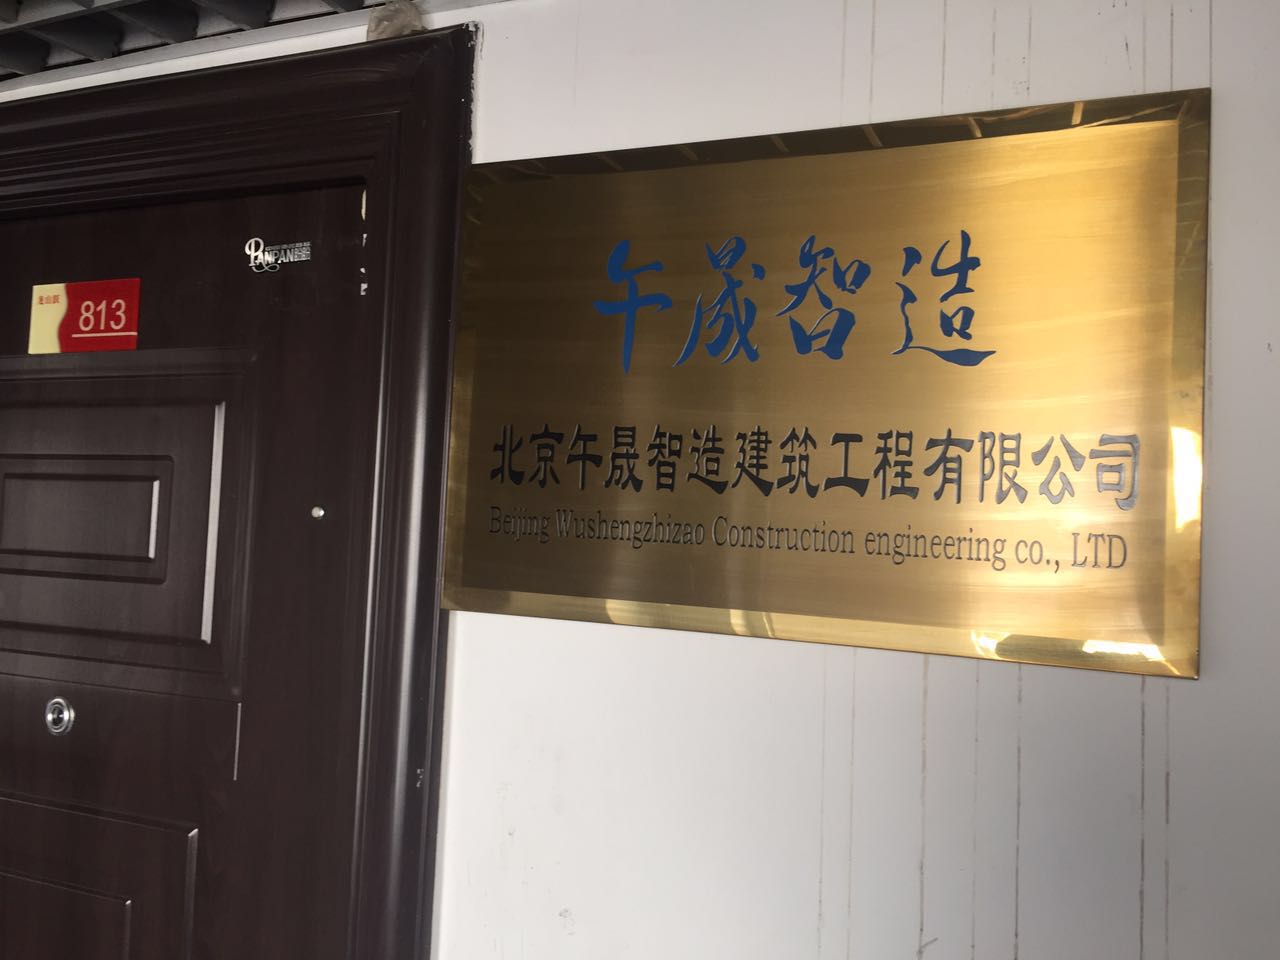 813
PANPAN
午晟智造
北京午晟智造建筑工程有限公司
Beijing Wushengzhizao Construction engineering co., LTD